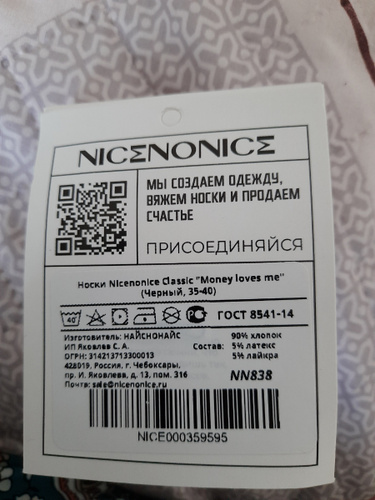 NICΣNONICΣ
МЫ СОЗДАЕМ ОДЕЖДУ,
ВЯЖЕМ НОСКИ И ПРОДАЕМ
СЧАСТЬЕ
ПРИСОЕДИНЯЙСЯ
Носки Nicenonice Classic "Money loves me"
(Черный, 35-40)
40° ГОСТ 8541-14
Изготовитель: НАЙСНОНАЙС
ИП Яковлев С. А.
ОГРН: 314213713300013
428019, Россия, г. Чебоксары,
пр. И. Яковлева, д. 13, пом. 316
Почта: sale@nicenonice.ru
Состав:
90% хлопок
5% латекс
5% лайкра
NN838
NICE000359595